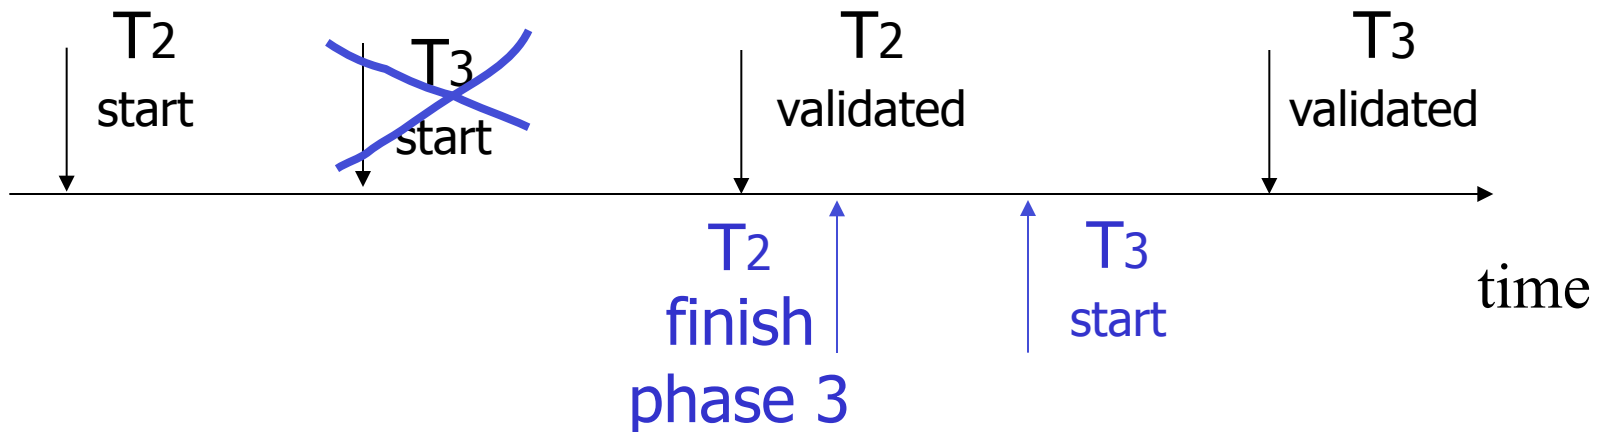 T2
start
T3
start
T2
validated
T3
validated
T2
finish
phase 3
T3
start
time